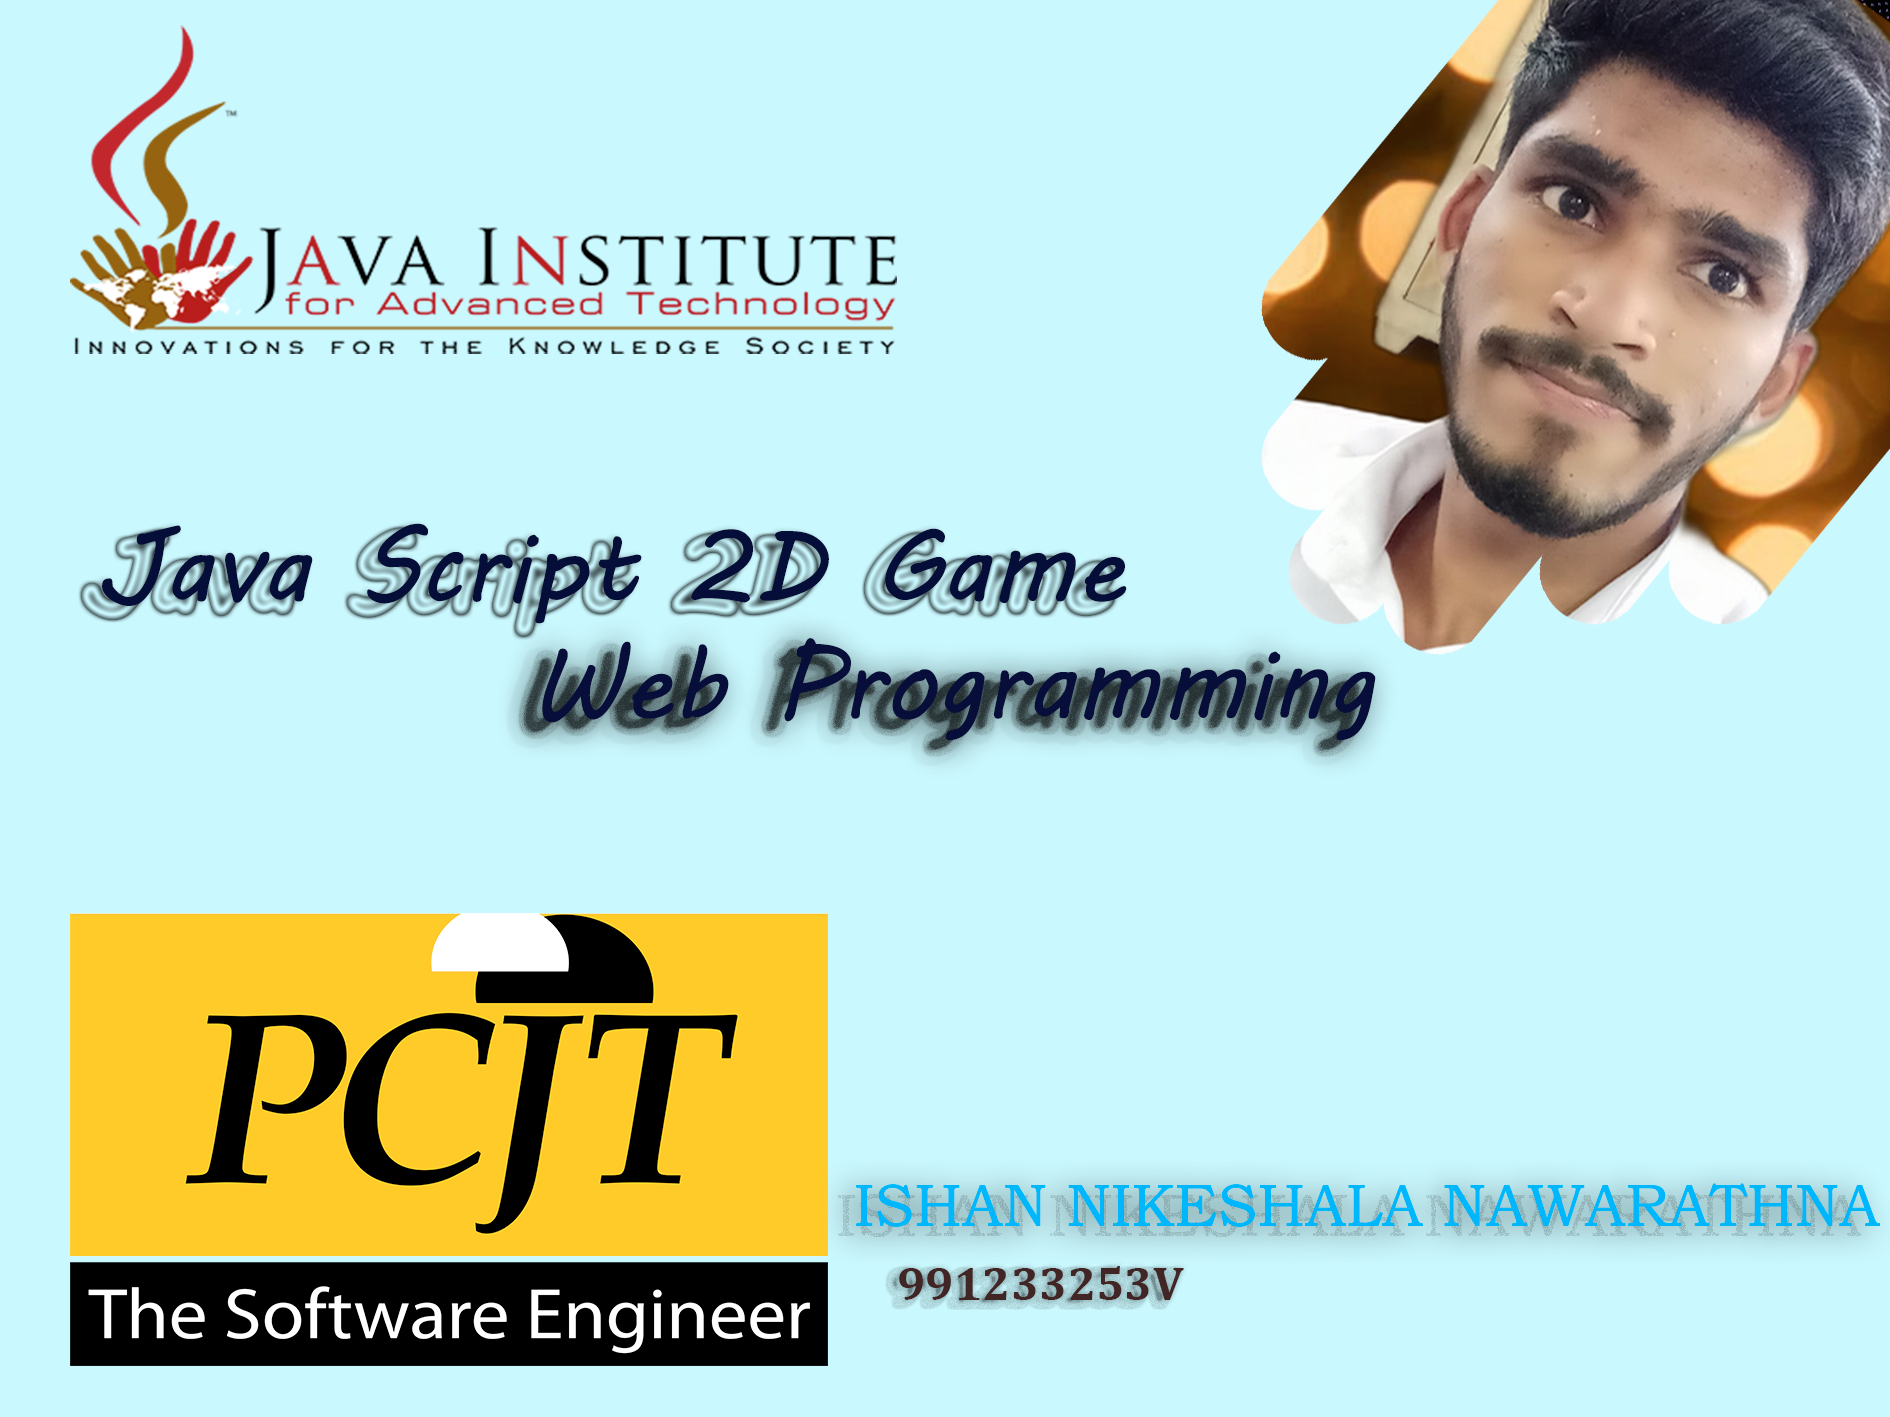 ™
JAVA INSTITUTE
for Advanced Technology
INNOVATIONS FOR THE KNOWLEDGE SOCIETY
Java Script 2D Game
Web Programming
PCJT
The Software Engineer
ISHAN NIKESHALA NAWARATHNA
991233253V